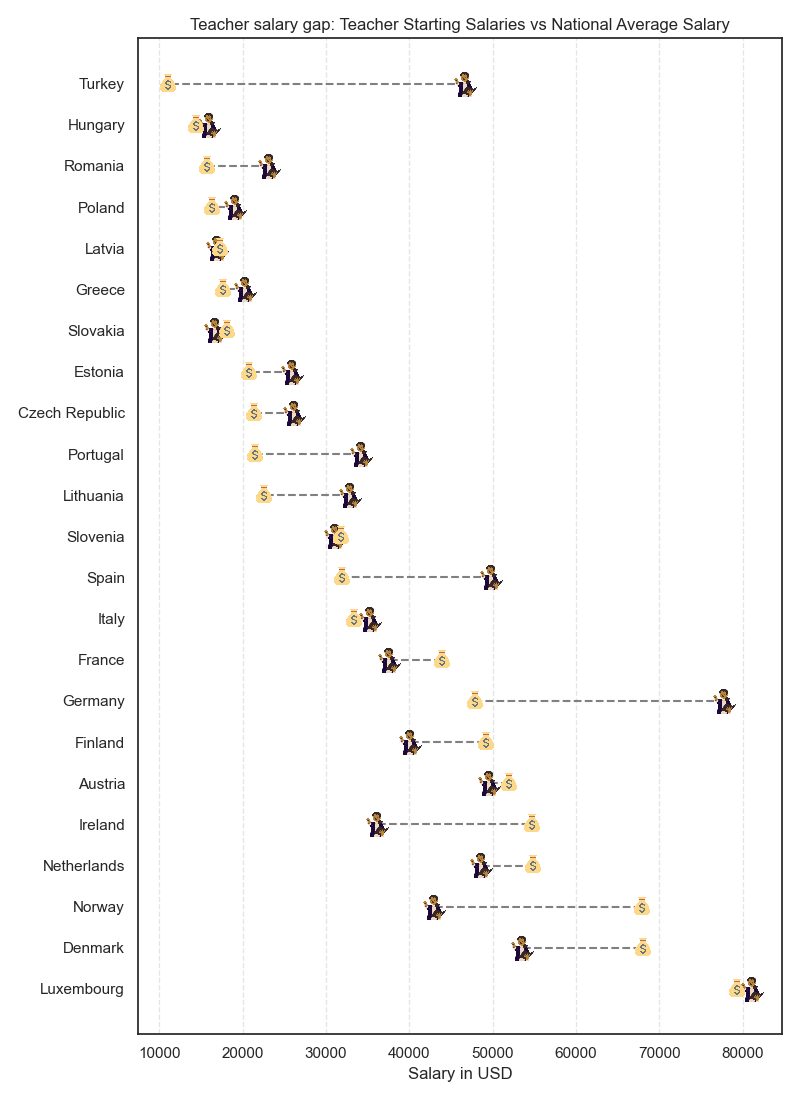 Teacher salary gap: Teacher Starting Salaries vs National Average Salary
Turkey
Hungary
Romania
Poland
Latvia
Greece
Slovakia
Estonia
Czech Republic
Portugal
Lithuania
Slovenia
Spain
Italy
France
Germany
Finland
Austria
Ireland
Netherlands
Norway
Denmark
Luxembourg
10000 20000 30000 40000 50000 60000 70000 80000
Salary in USD